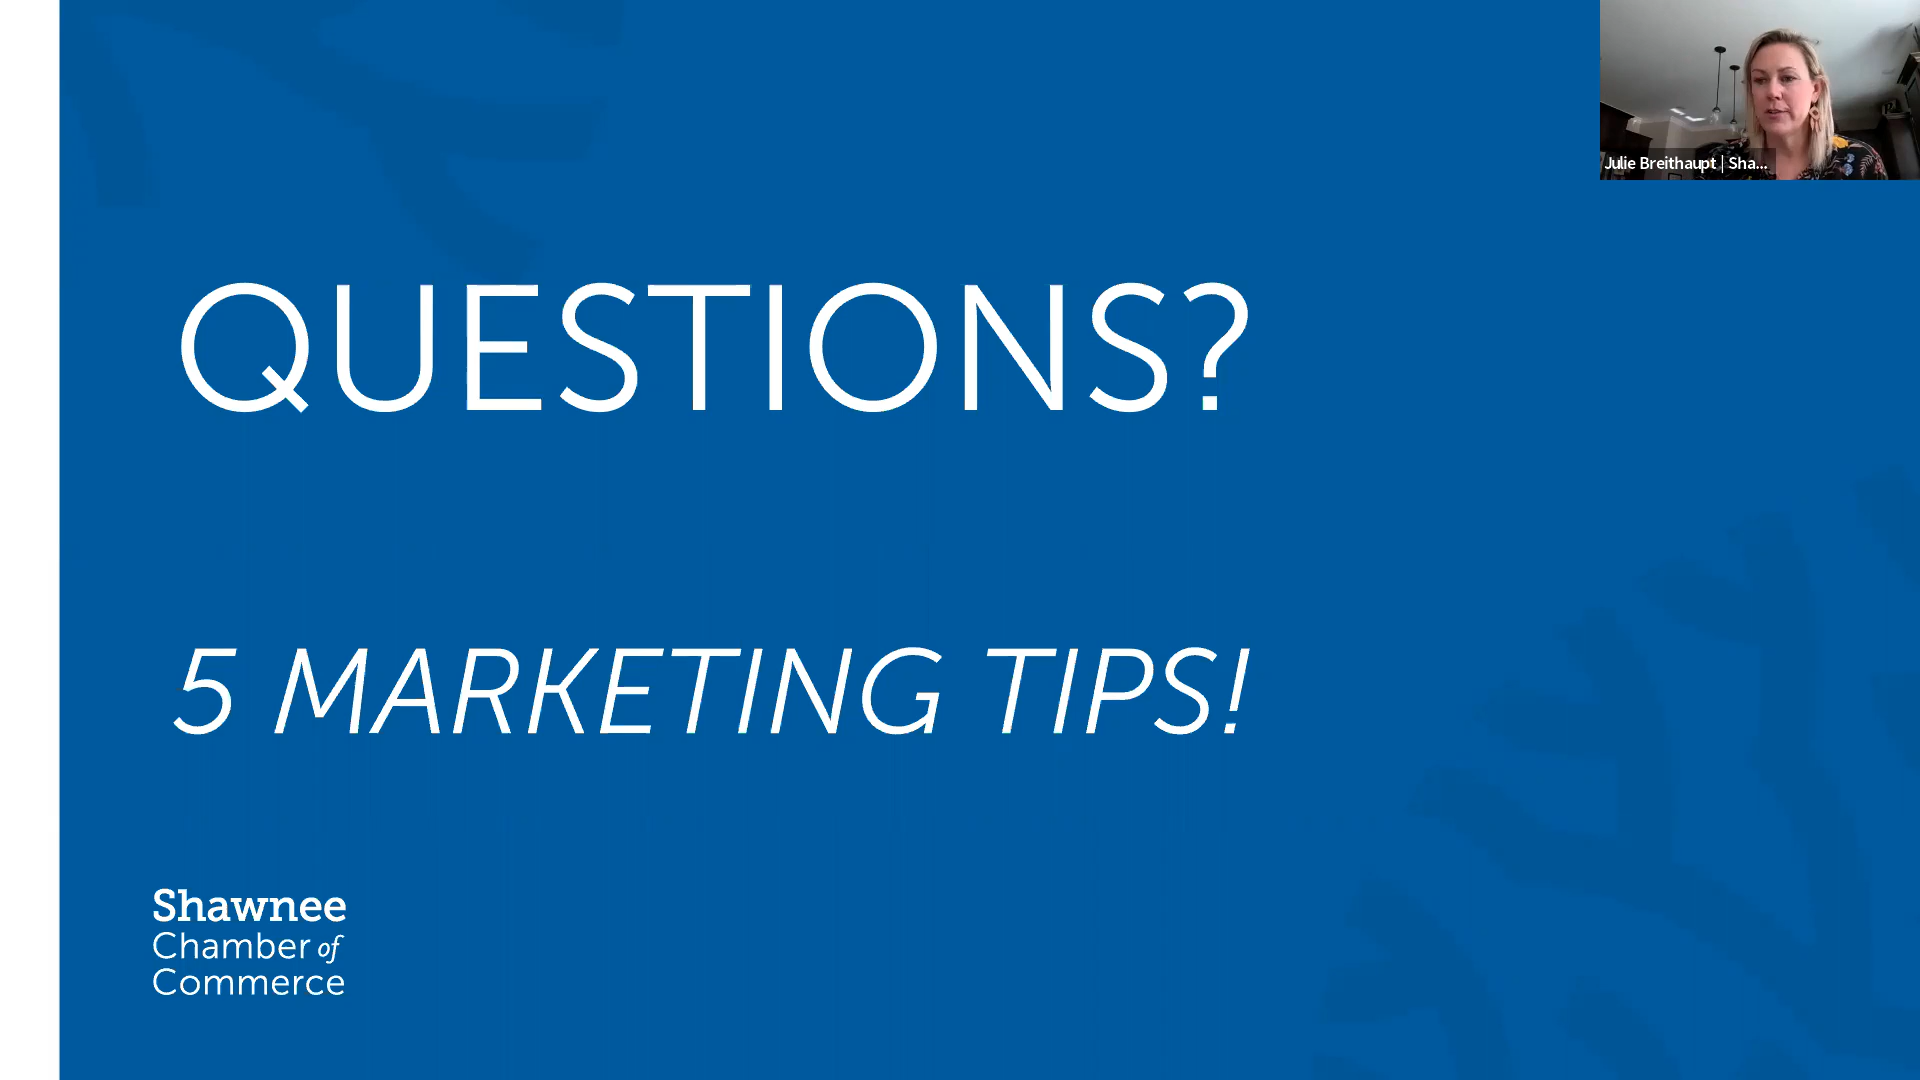 Julie Breithaupt | Sha...
QUESTIONS?
5 MARKETING TIPS!
Shawnee
Chamber of
Commerce